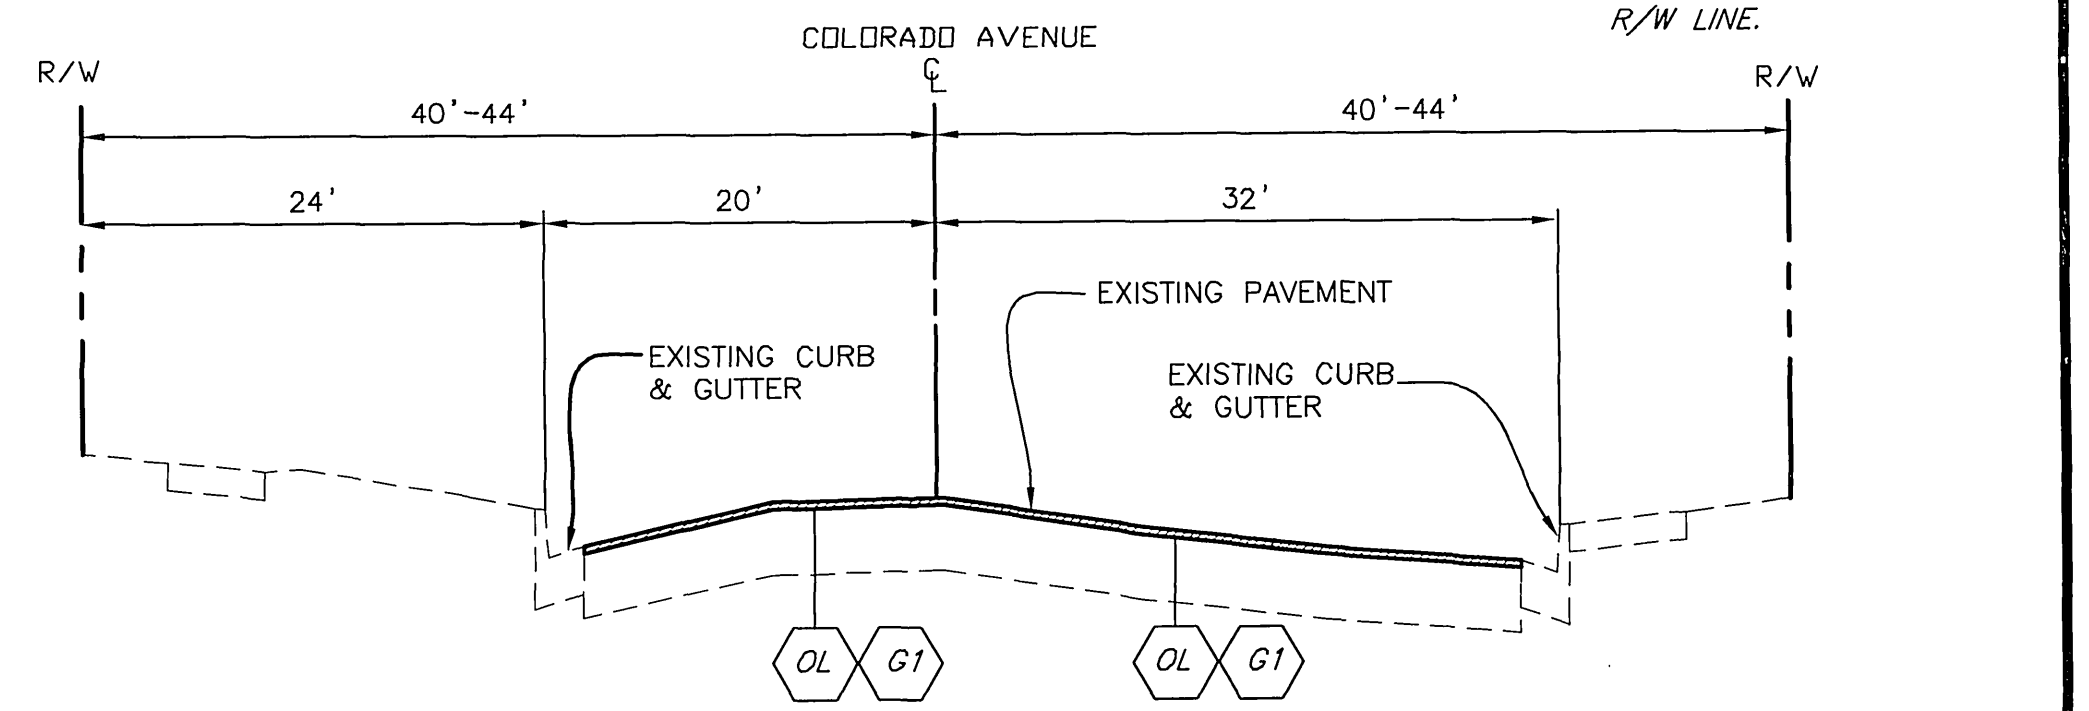 R/W LINE.
COLORADO AVENUE
R/W
℄
R/W
40'-44'
40'-44'
24'
20'
32'
EXISTING PAVEMENT
EXISTING CURB
& GUTTER
EXISTING CURB
& GUTTER
OL
G1
OL
G1